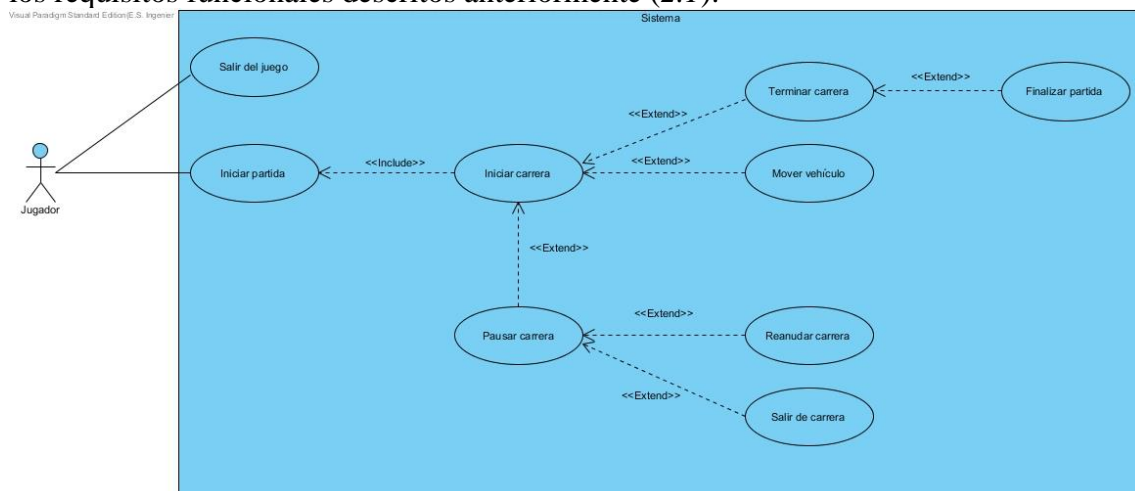 los requisitos funcionales descritos anteriormente (2.1).
Visual Paradigm Standard Edition(E.S. Ingenier
Sistema
Salir del juego
Terminar carrera
<<Extend>>
Finalizar partida
<<Extend>>
Iniciar partida
<<Include>>
Iniciar carrera
<<Extend>>
Mover vehículo
Jugador
<<Extend>>
Pausar carrera
<<Extend>>
Reanudar carrera
<<Extend>>
Salir de carrera